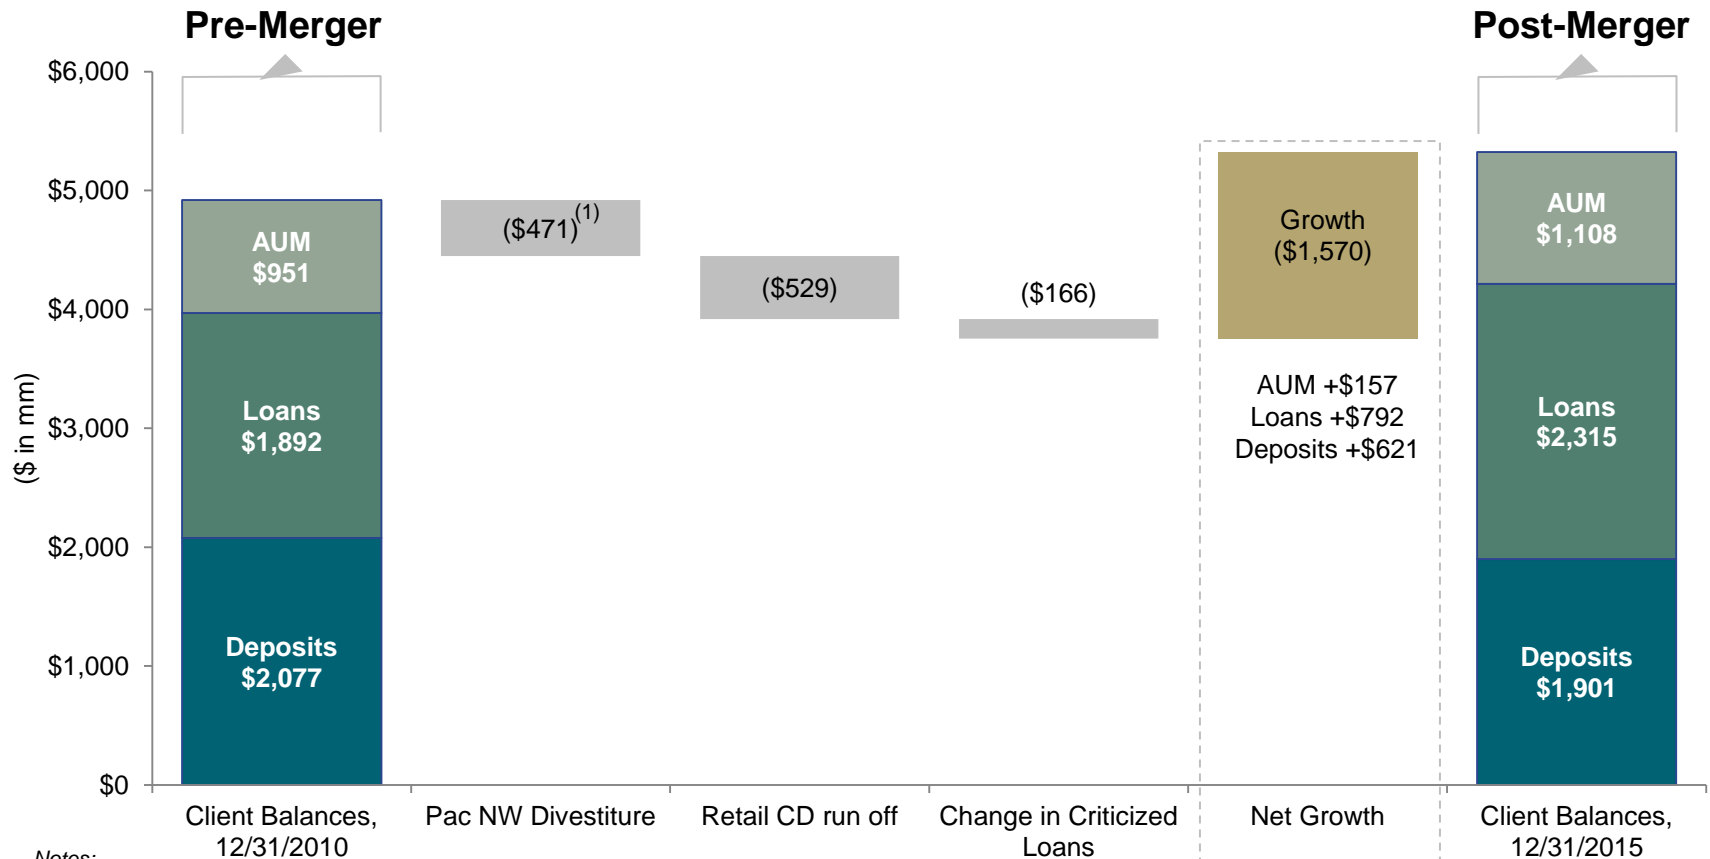 Pre-Merger
Post-Merger
$6,000
$5,000
$4,000
$3,000
$2,000
$1,000
$0
($ in mm)
AUM
$951
Loans
$1,892
Deposits
$2,077
($471)(1)
($529)
($166)
Growth
($1,570)
AUM +$157
Loans +$792
Deposits +$621
AUM
$1,108
Loans
$2,315
Deposits
$1,901
Client Balances,
12/31/2010
Pac NW Divestiture
Retail CD run off
Change in Criticized
Loans
Net Growth
Client Balances,
12/31/2015
Notes: